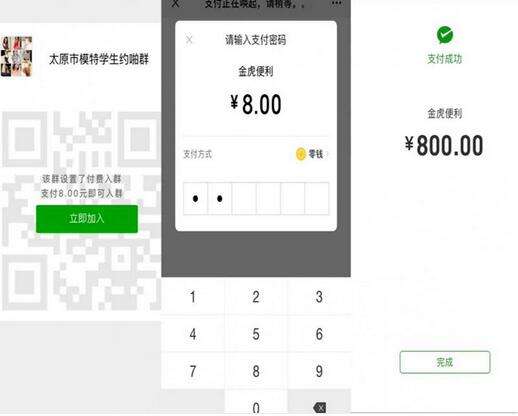 太原市模特学生约啪群
该群设置了付费入群
支付8.00元即可入群
立即加入
支付正在唤起，请稍等。。
请输入支付密码
金虎便利
¥8.00
支付方式
零钱
1 2 3
4 5 6
7 8 9
0
支付成功
金虎便利
¥800.00
完成